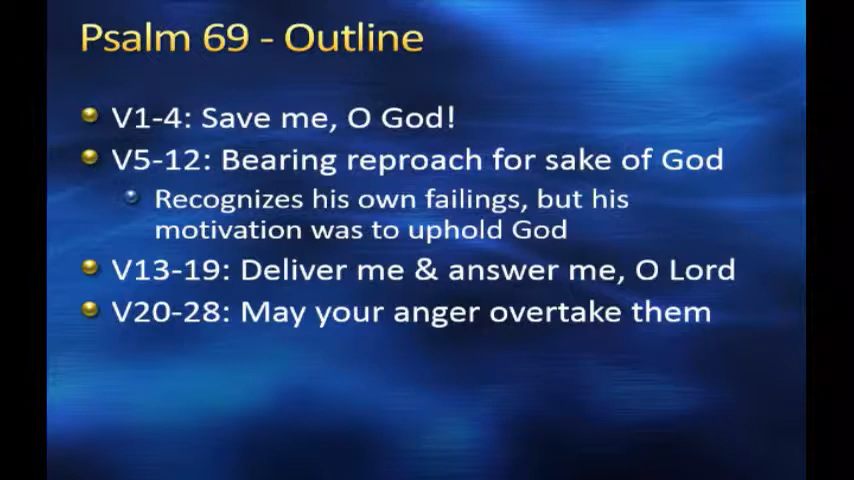 Psalm 69 - Outline
V1-4: Save me, O God!
V5-12: Bearing reproach for sake of God
Recognizes his own failings, but his
motivation was to uphold God
V13-19: Deliver me & answer me, O Lord
V20-28: May your anger overtake them